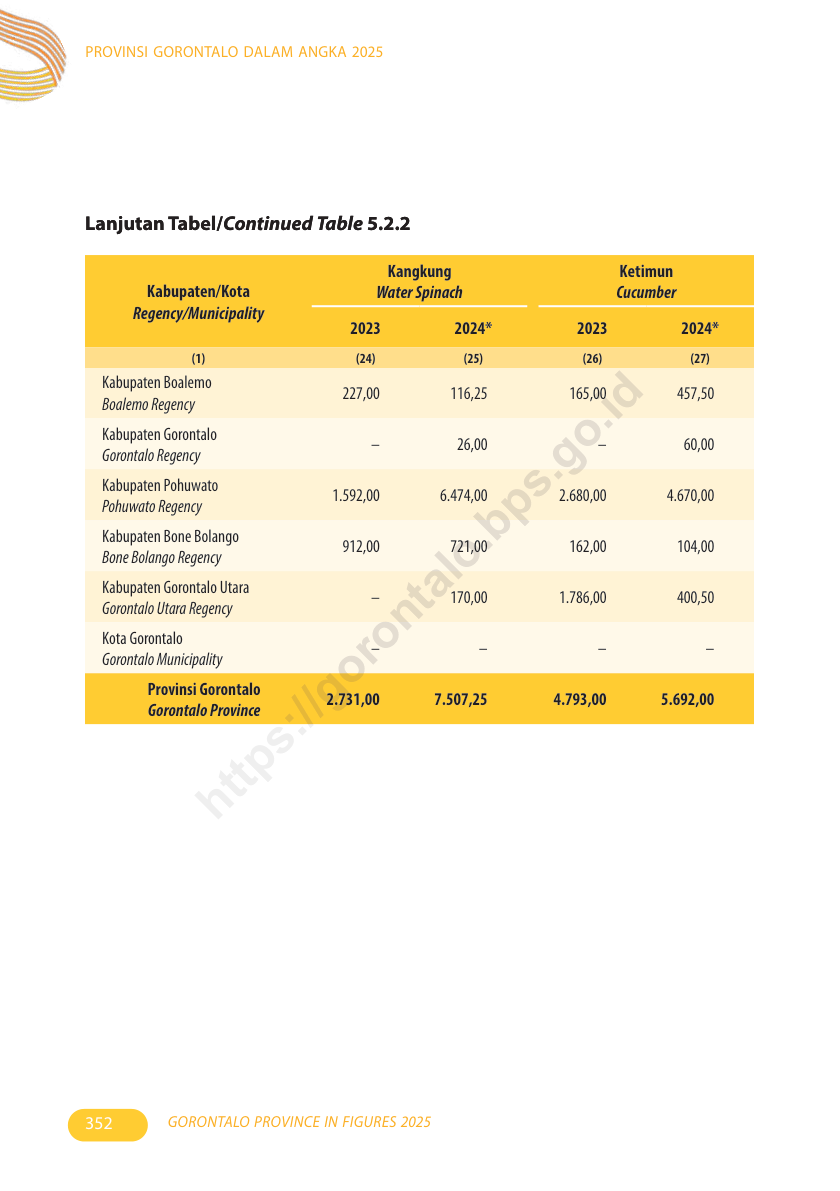 PROVINSI GORONTALO DALAM ANGKA 2025
Lanjutan Tabel/Continued Table 5.2.2
Kabupaten/Kota
Regency/Municipality
Kangkung
Water Spinach
Ketimun
Cucumber
2023 2024* 2023 2024*
(1) (24) (25) (26) (27)
Kabupaten Boalemo
Boalemo Regency
227,00 116,25 165,00 457,50
Kabupaten Gorontalo
Gorontalo Regency
– 26,00 – 60,00
Kabupaten Pohuwato
Pohuwato Regency
1.592,00 6.474,00 2.680,00 4.670,00
Kabupaten Bone Bolango
Bone Bolango Regency
912,00 721,00 162,00 104,00
Kabupaten Gorontalo Utara
Gorontalo Utara Regency
– 170,00 1.786,00 400,50
Kota Gorontalo
Gorontalo Municipality
– – – –
Provinsi Gorontalo
Gorontalo Province
2.731,00 7.507,25 4.793,00 5.692,00
https://gorontalo.bps.go.id
352 GORONTALO PROVINCE IN FIGURES 2025